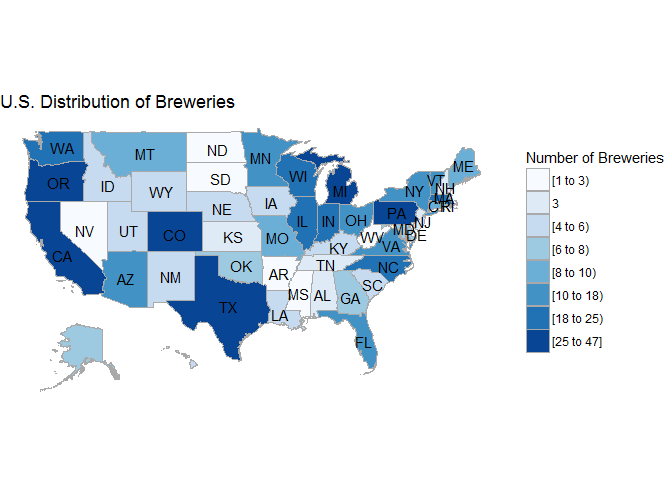 U.S. Distribution of Breweries
WA
MT
ND
MN
ME
OR
ID
SD
WI
MI
NY
VT
NH
MA
WY
IA
CT
RI
NV
UT
NE
IL
IN
OH
PA
NJ
CA
CO
KS
MO
KY
WV
MD
DE
VA
AZ
NM
OK
AR
TN
NC
TX
LA
MS
AL
GA
SC
FL
Number of Breweries
[1 to 3)
3
[4 to 6)
[6 to 8)
[8 to 10)
[10 to 18)
[18 to 25)
[25 to 47]